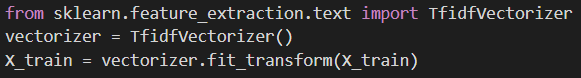 from sklearn.feature_extraction.text import TfidfVectorizer
vectorizer = TfidfVectorizer()
X_train = vectorizer.fit_transform(X_train)